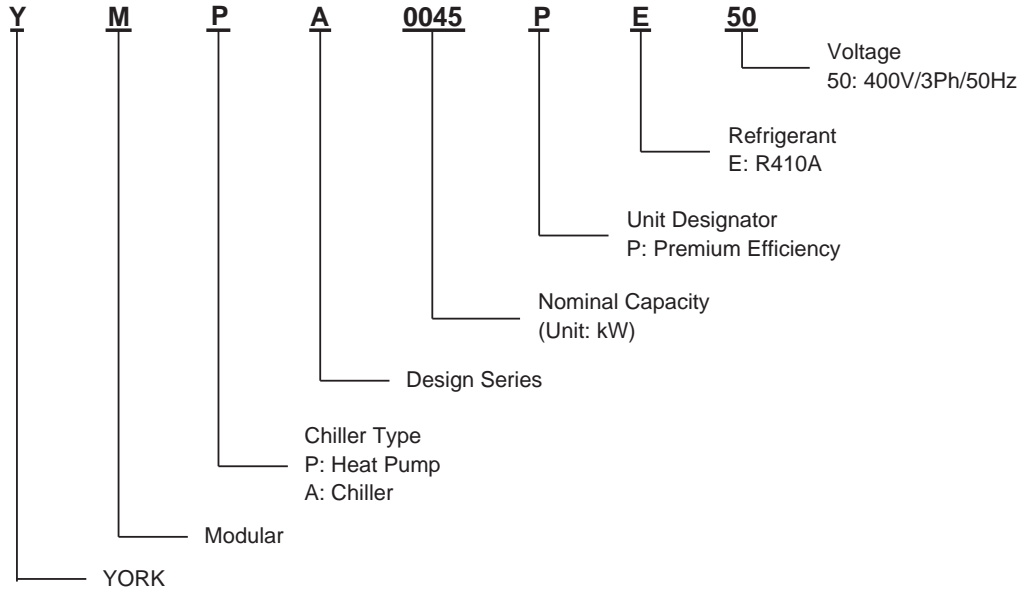 Y M P A 0045 P E 50
Voltage
50: 400V/3Ph/50Hz
Refrigerant
E: R410A
Unit Designator
P: Premium Efficiency
Nominal Capacity
(Unit: kW)
Design Series
Chiller Type
P: Heat Pump
A: Chiller
Modular
YORK